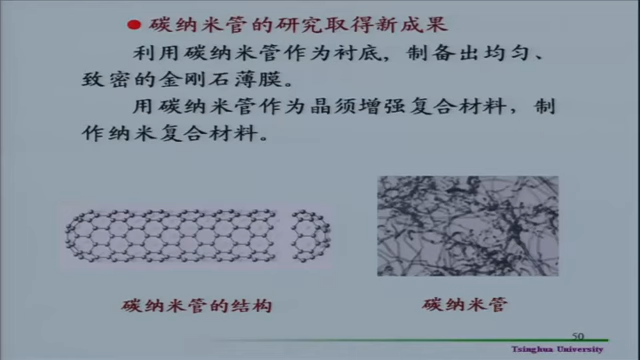 碳纳米管的研究取得新成果
利用碳纳米管作为衬底，制备出均匀、
致密的金刚石薄膜。
用碳纳米管作为晶须增强复合材料，制
作纳米复合材料。
碳纳米管的结构
碳纳米管
50
Tsinghua University